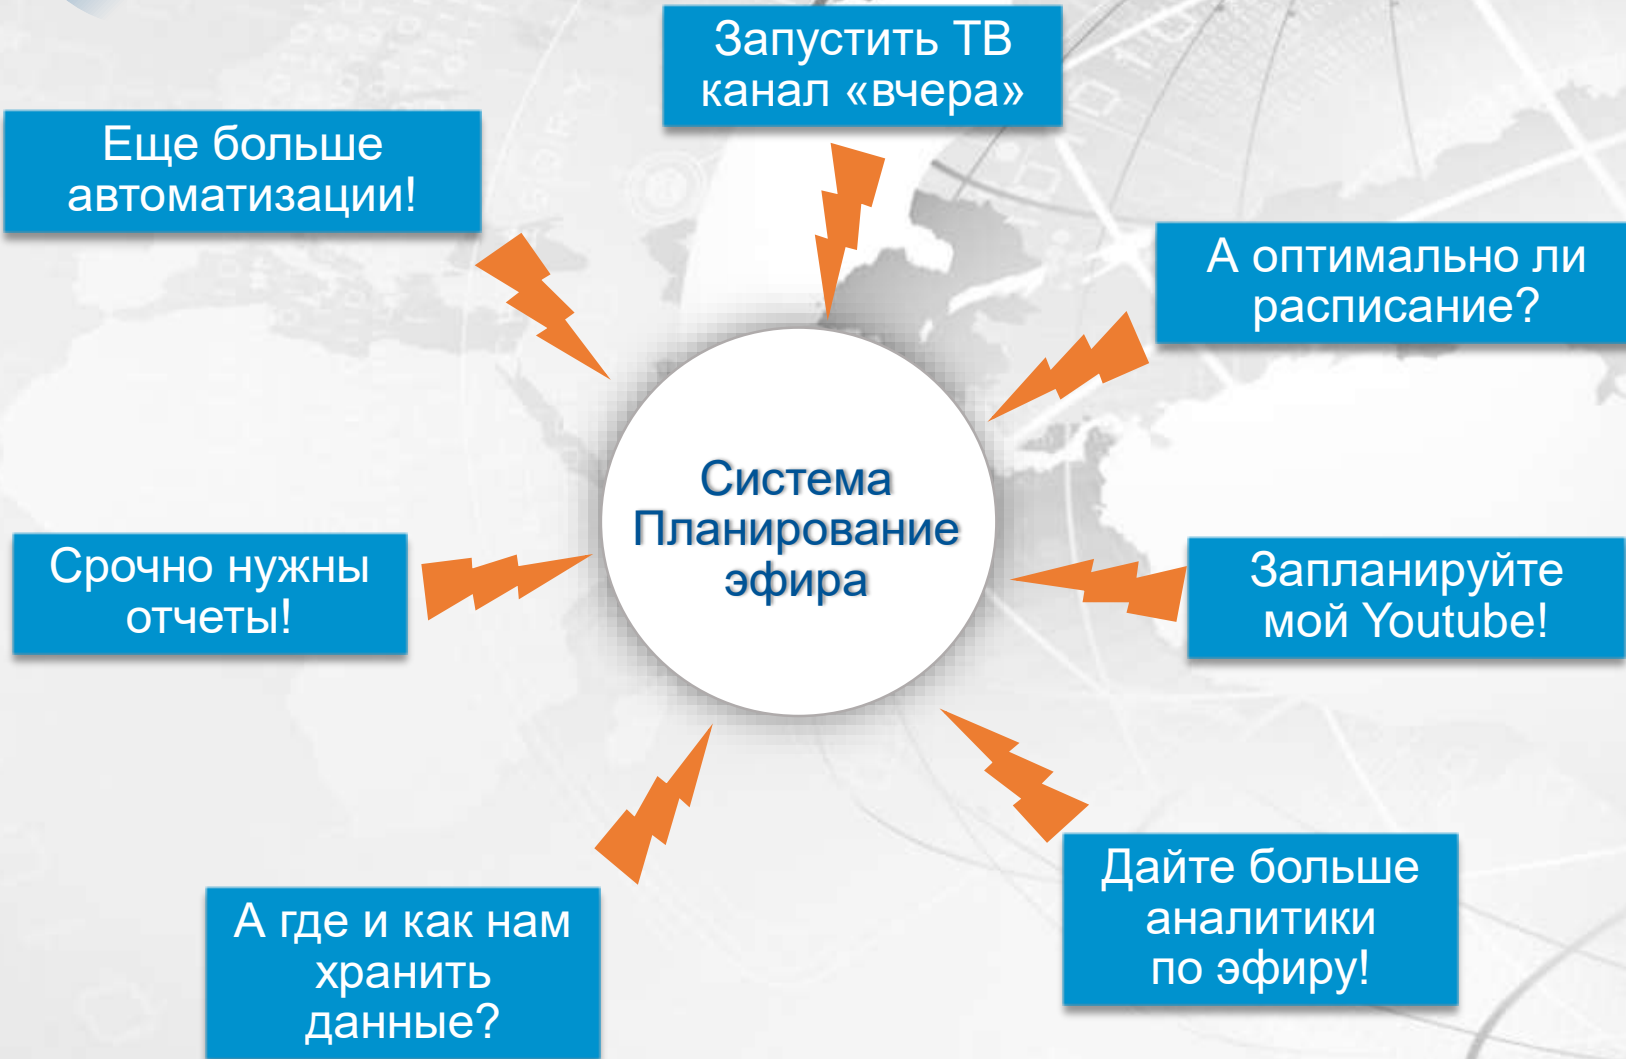 Запустить ТВ
канал «вчера»
Еще больше
автоматизации!
А оптимально ли
расписание?
Система
Планирование
эфира
Срочно нужны
отчеты!
Запланируйте
мой Youtube!
Дайте больше
аналитики
по эфиру!
А где и как нам
хранить
данные?